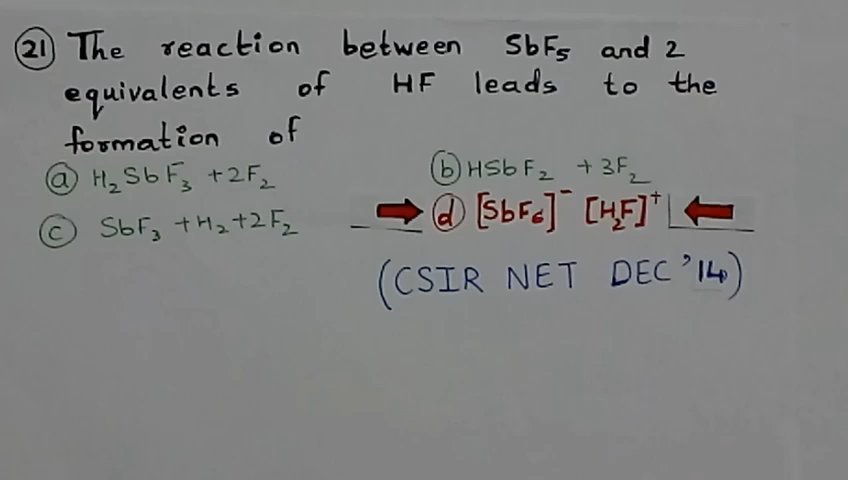 21 The reaction between SbF5 and 2
equivalents of HF leads to the
formation of
a H2SbF3 + 2F2 b HSbF2 + 3F2
c SbF3 + H2 + 2F2 d [SbF6]⁻ [H2F]⁺
(CSIR NET DEC '14)